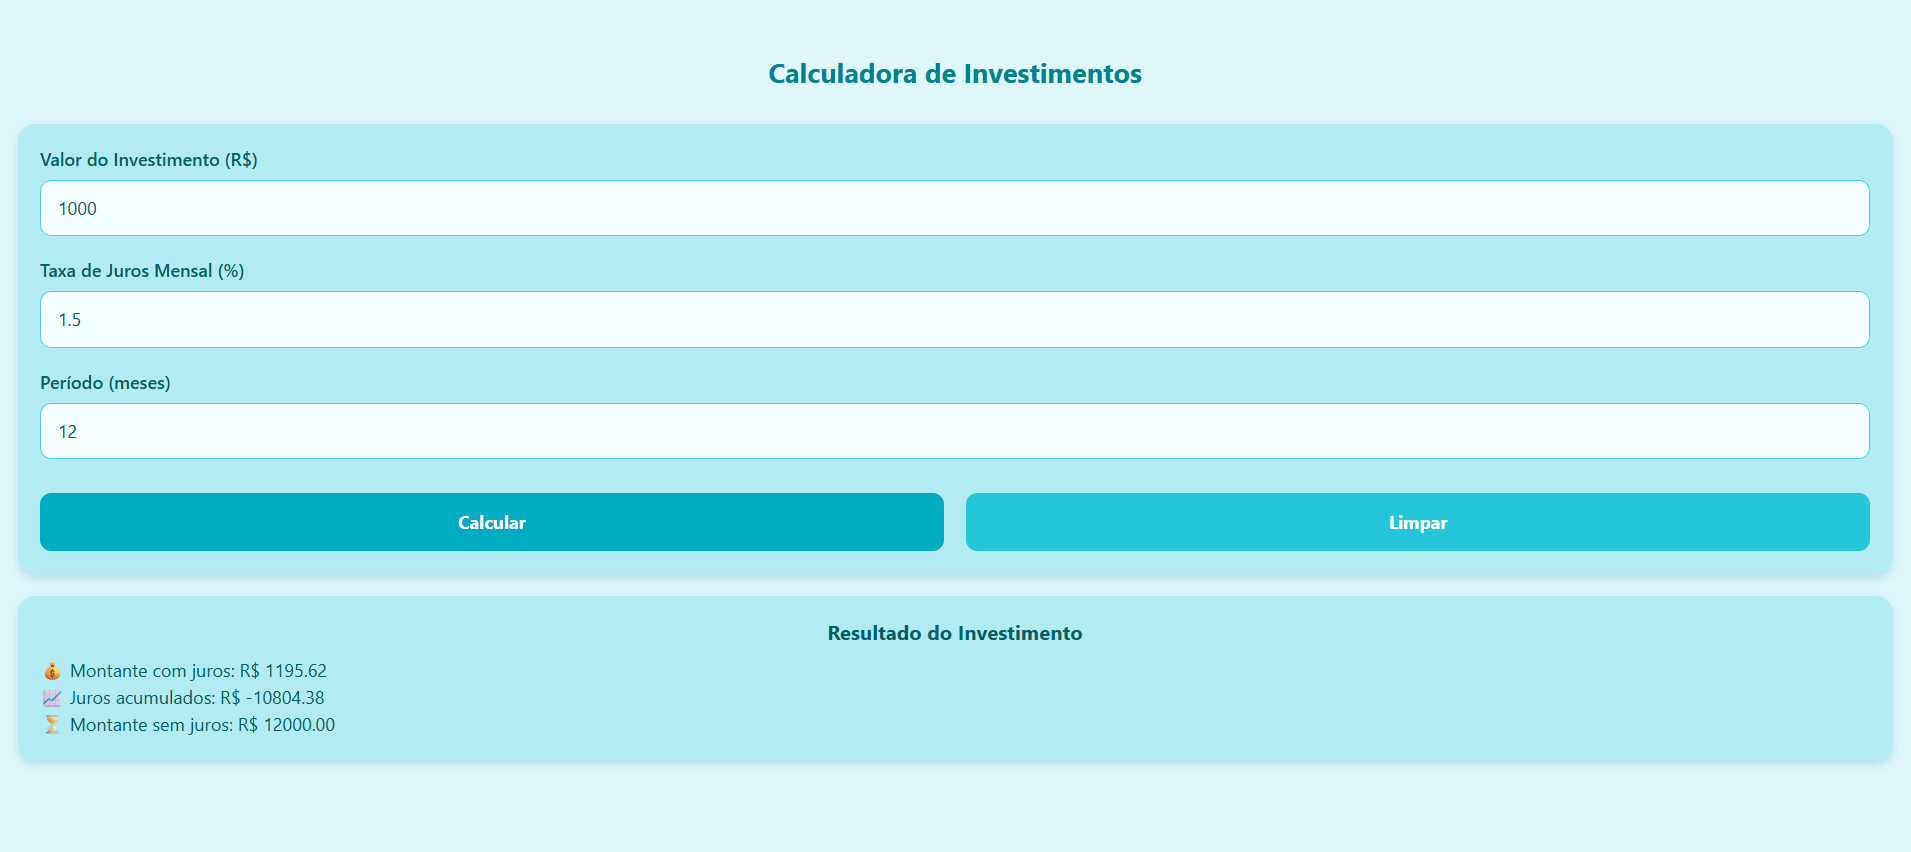 Calculadora de Investimentos
Valor do Investimento (R$)
1000
Taxa de Juros Mensal (%)
1.5
Período (meses)
12
Calcular
Limpar
Resultado do Investimento
💰 Montante com juros: R$ 1195.62
📈 Juros acumulados: R$ -10804.38
⏳ Montante sem juros: R$ 12000.00